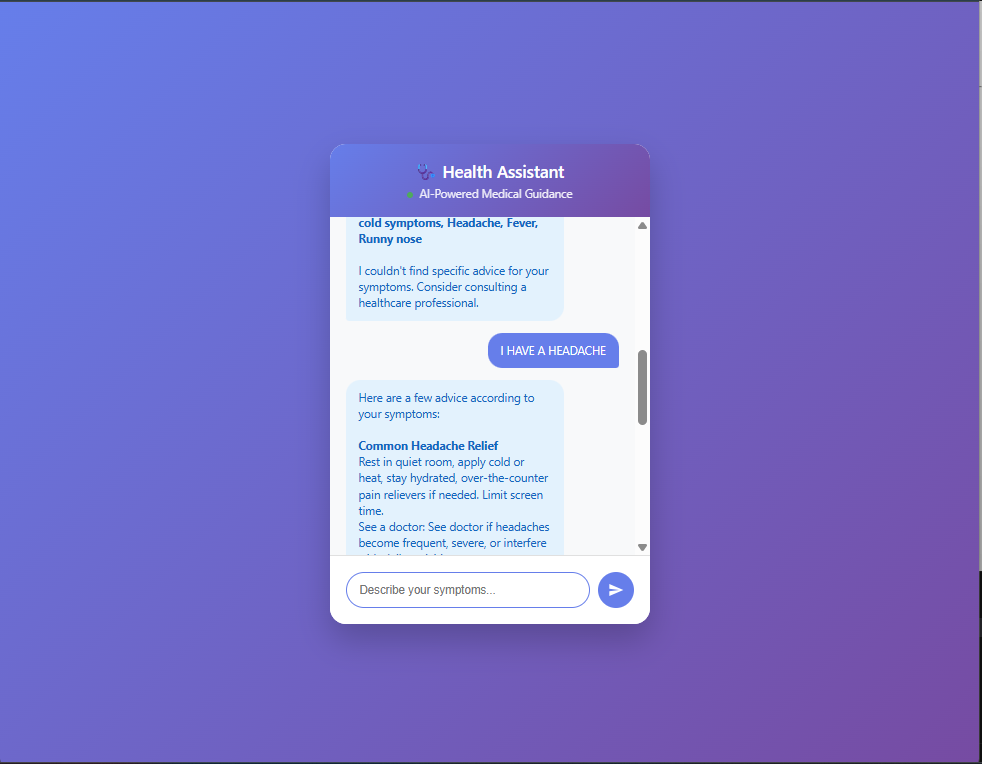 Health Assistant
AI-Powered Medical Guidance
cold symptoms, Headache, Fever,
Runny nose
I couldn't find specific advice for your
symptoms. Consider consulting a
healthcare professional.
I HAVE A HEADACHE
Here are a few advice according to
your symptoms:
Common Headache Relief
Rest in quiet room, apply cold or
heat, stay hydrated, over-the-counter
pain relievers if needed. Limit screen
time.
See a doctor: See doctor if headaches
become frequent, severe, or interfere
Describe your symptoms...